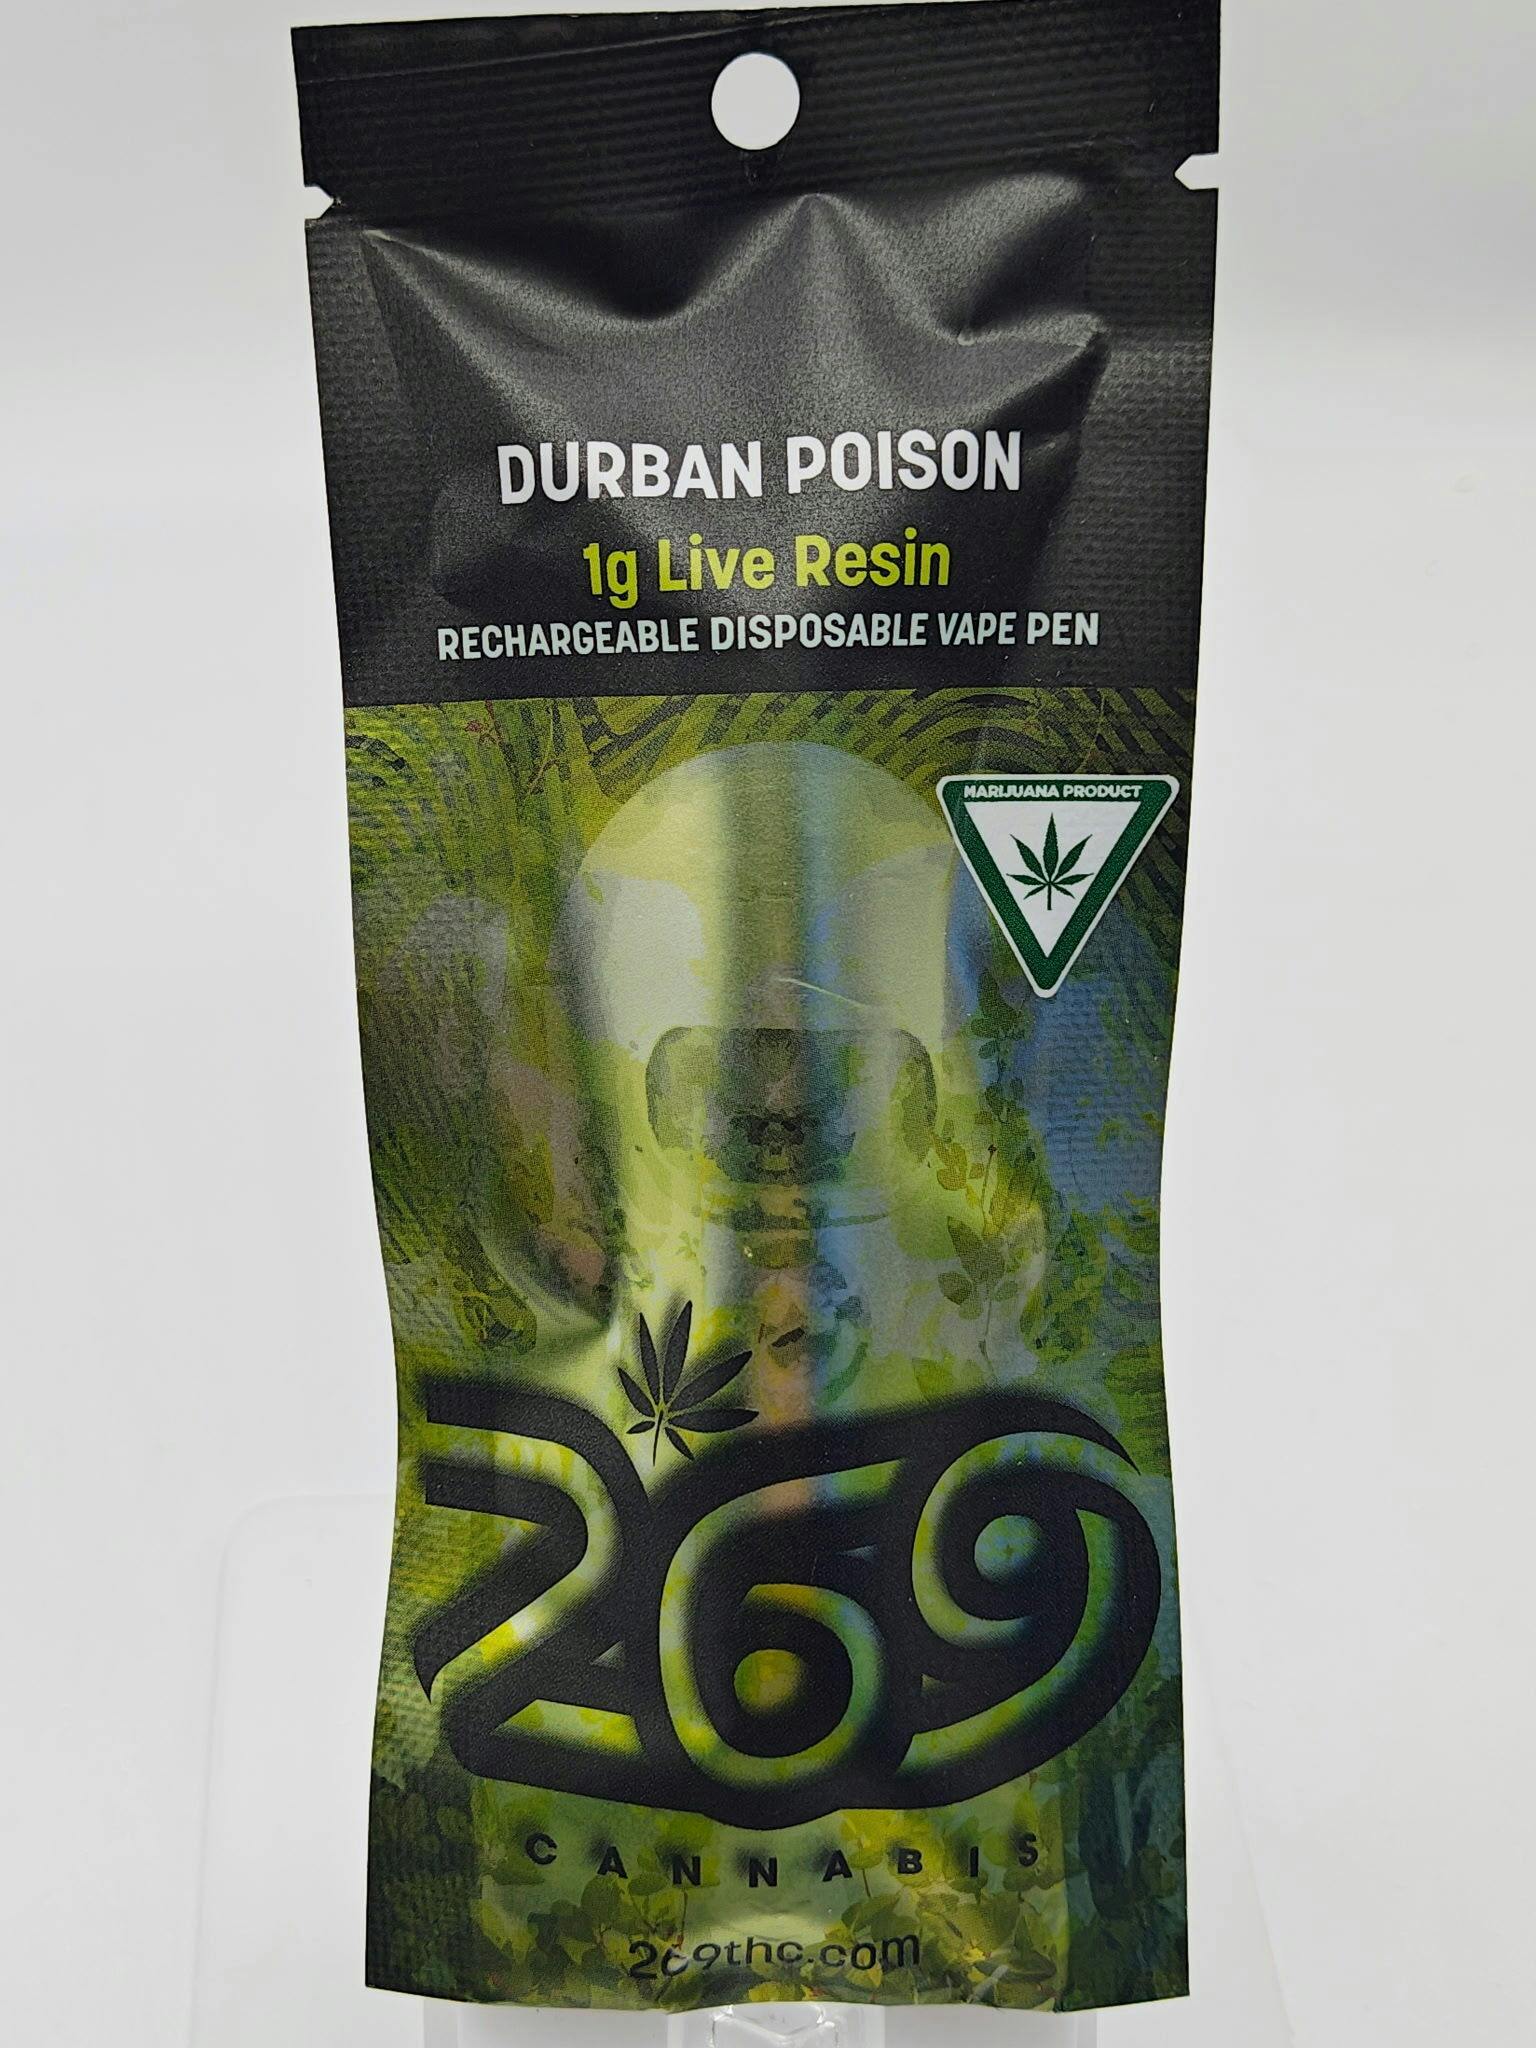 DURBAN POISON
1g Live Resin
RECHARGEABLE DISPOSABLE VAPE PEN
MARIJUANA PRODUCT
269
CANNABIS
269thc.com